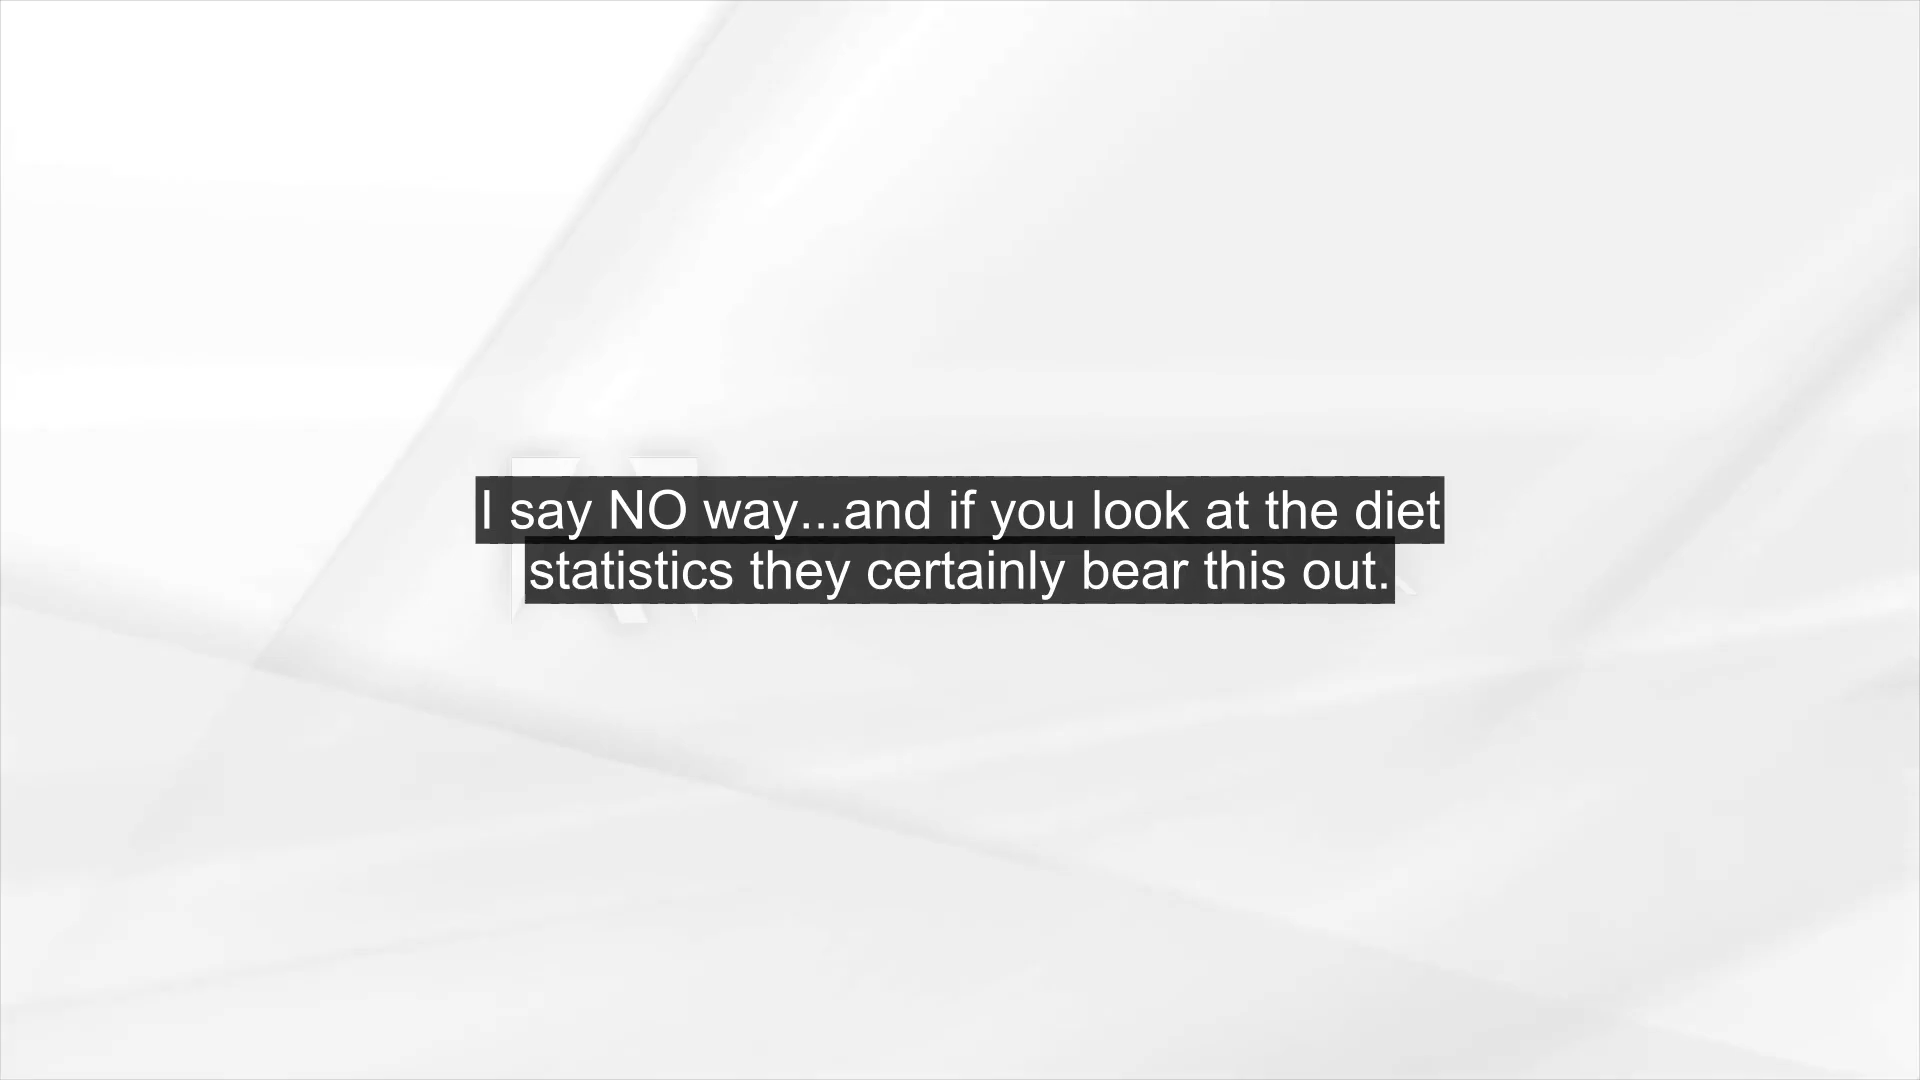 I say NO way...and if you look at the diet
statistics they certainly bear this out.